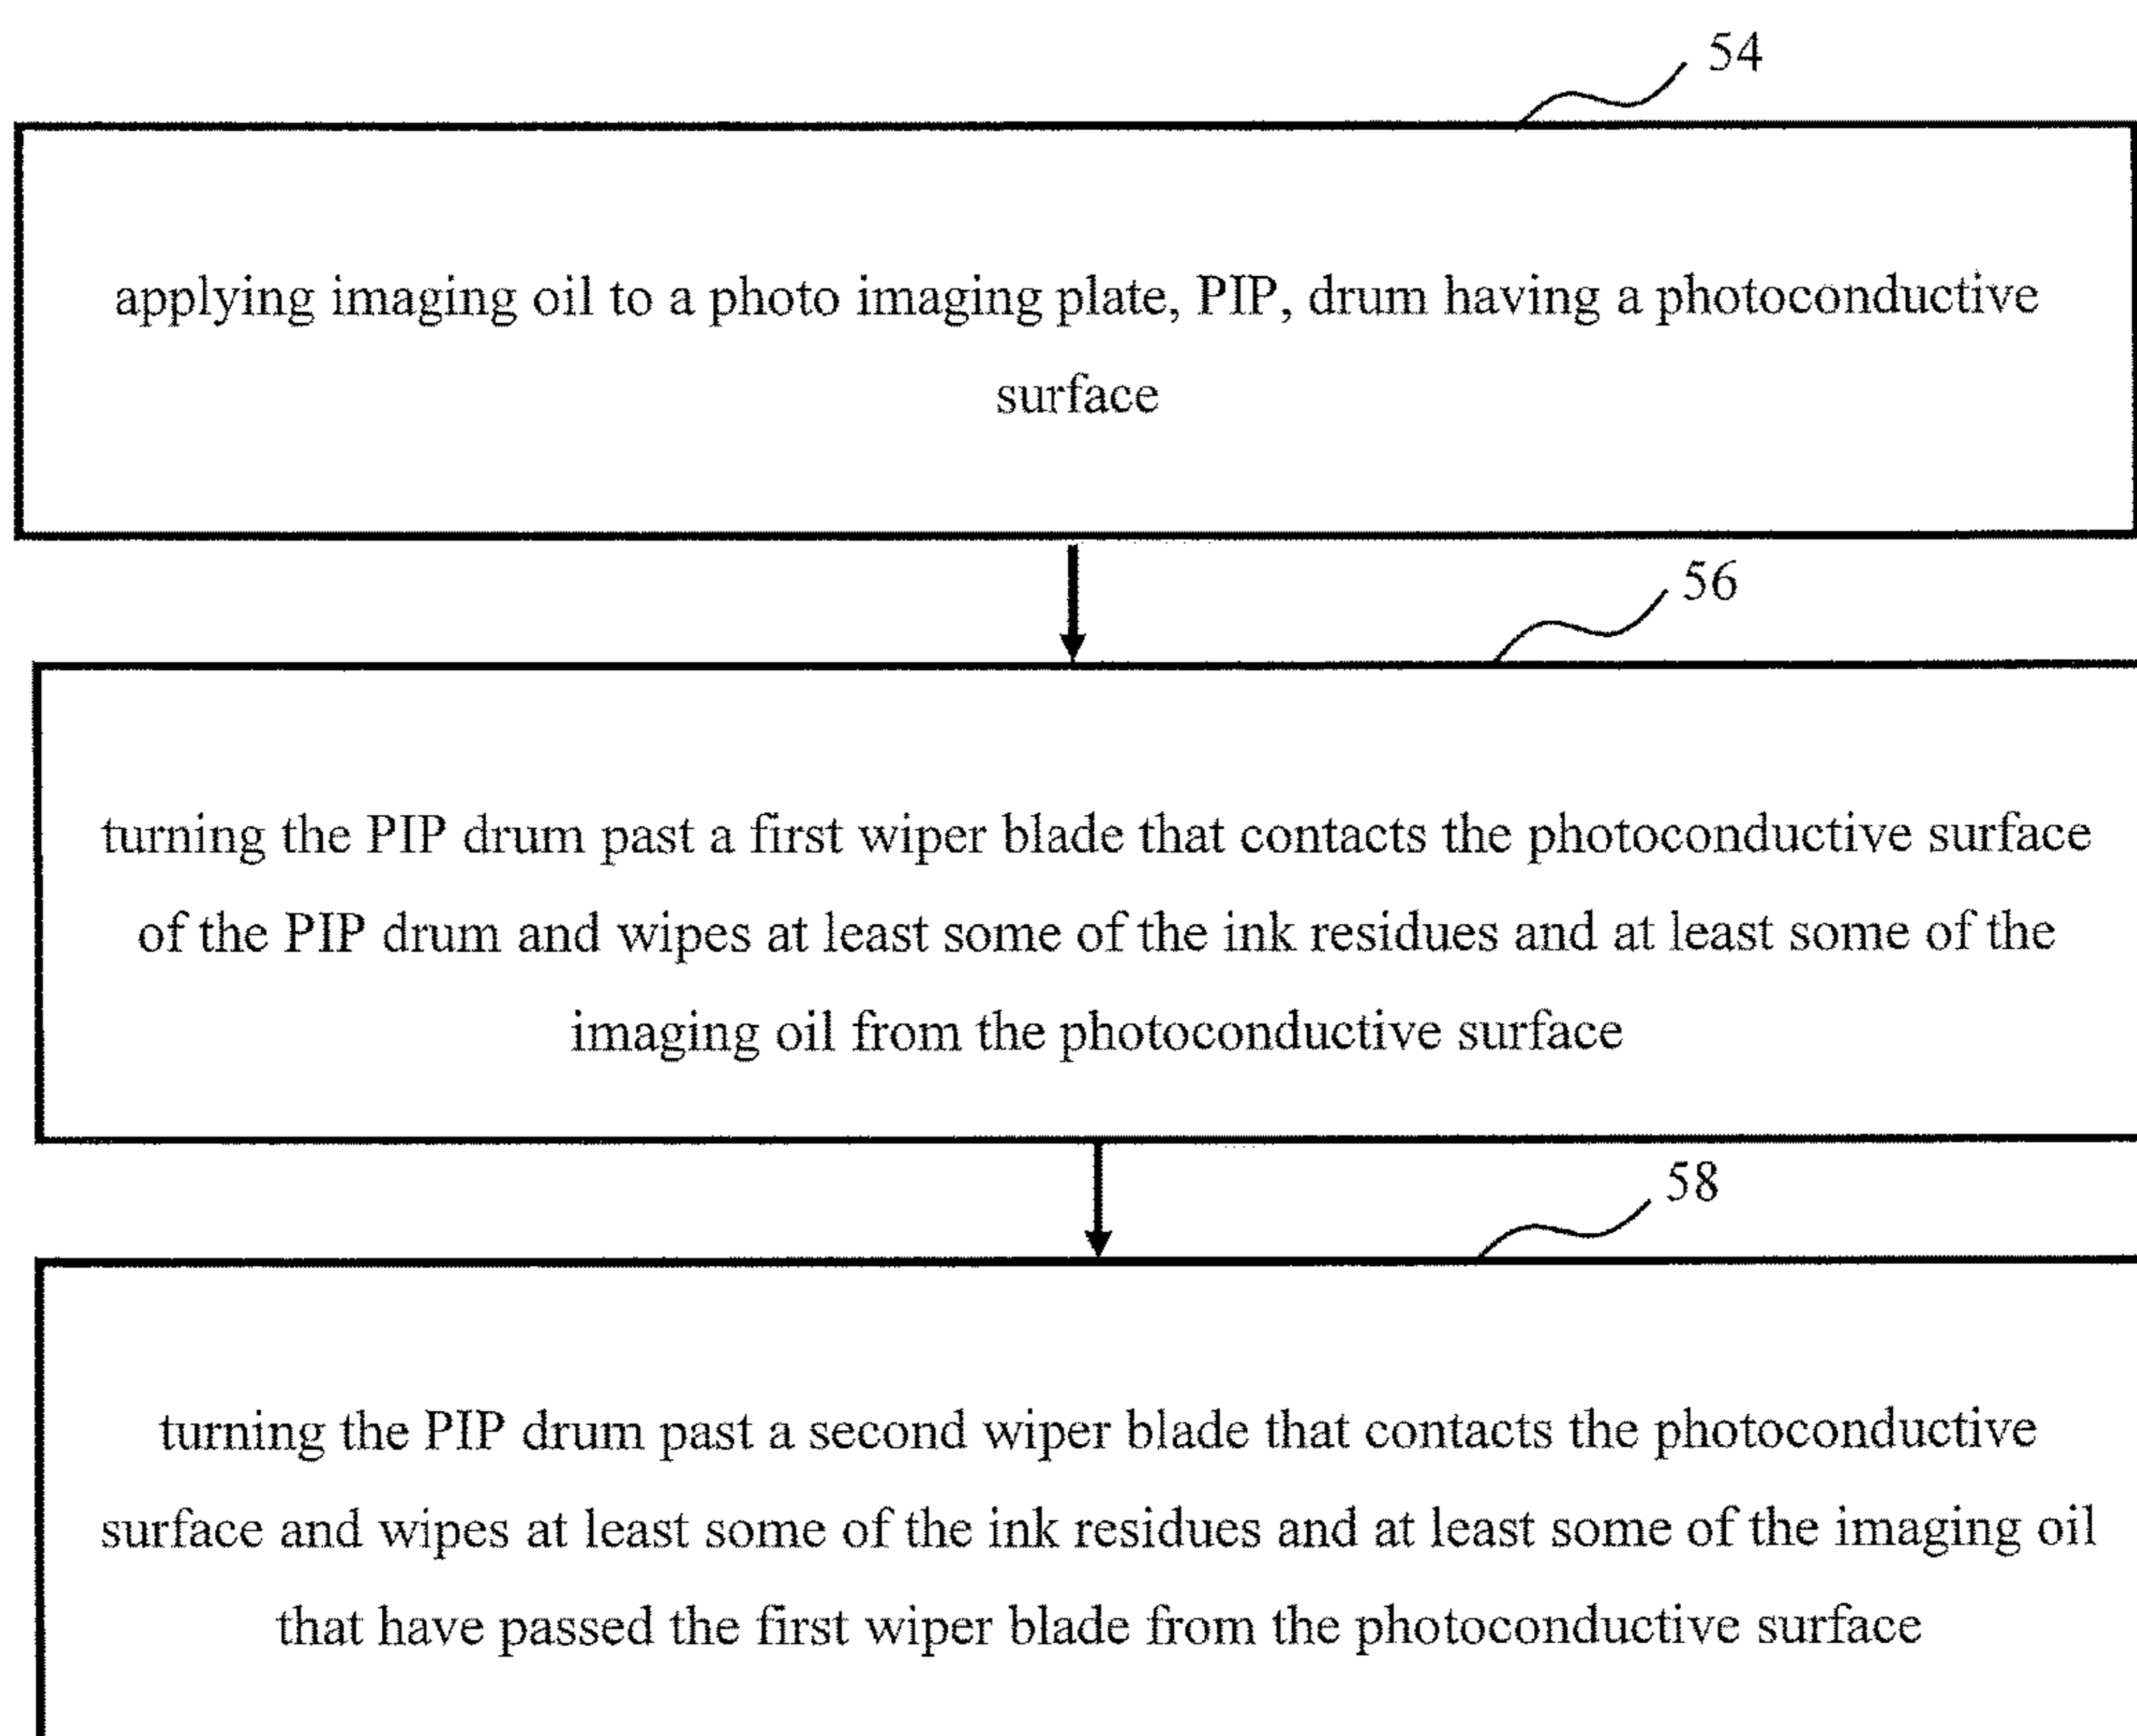 54
applying imaging oil to a photo imaging plate, PIP, drum having a photoconductive
surface
56
turning the PIP drum past a first wiper blade that contacts the photoconductive surface
of the PIP drum and wipes at least some of the ink residues and at least some of the
imaging oil from the photoconductive surface
58
turning the PIP drum past a second wiper blade that contacts the photoconductive
surface and wipes at least some of the ink residues and at least some of the imaging oil
that have passed the first wiper blade from the photoconductive surface